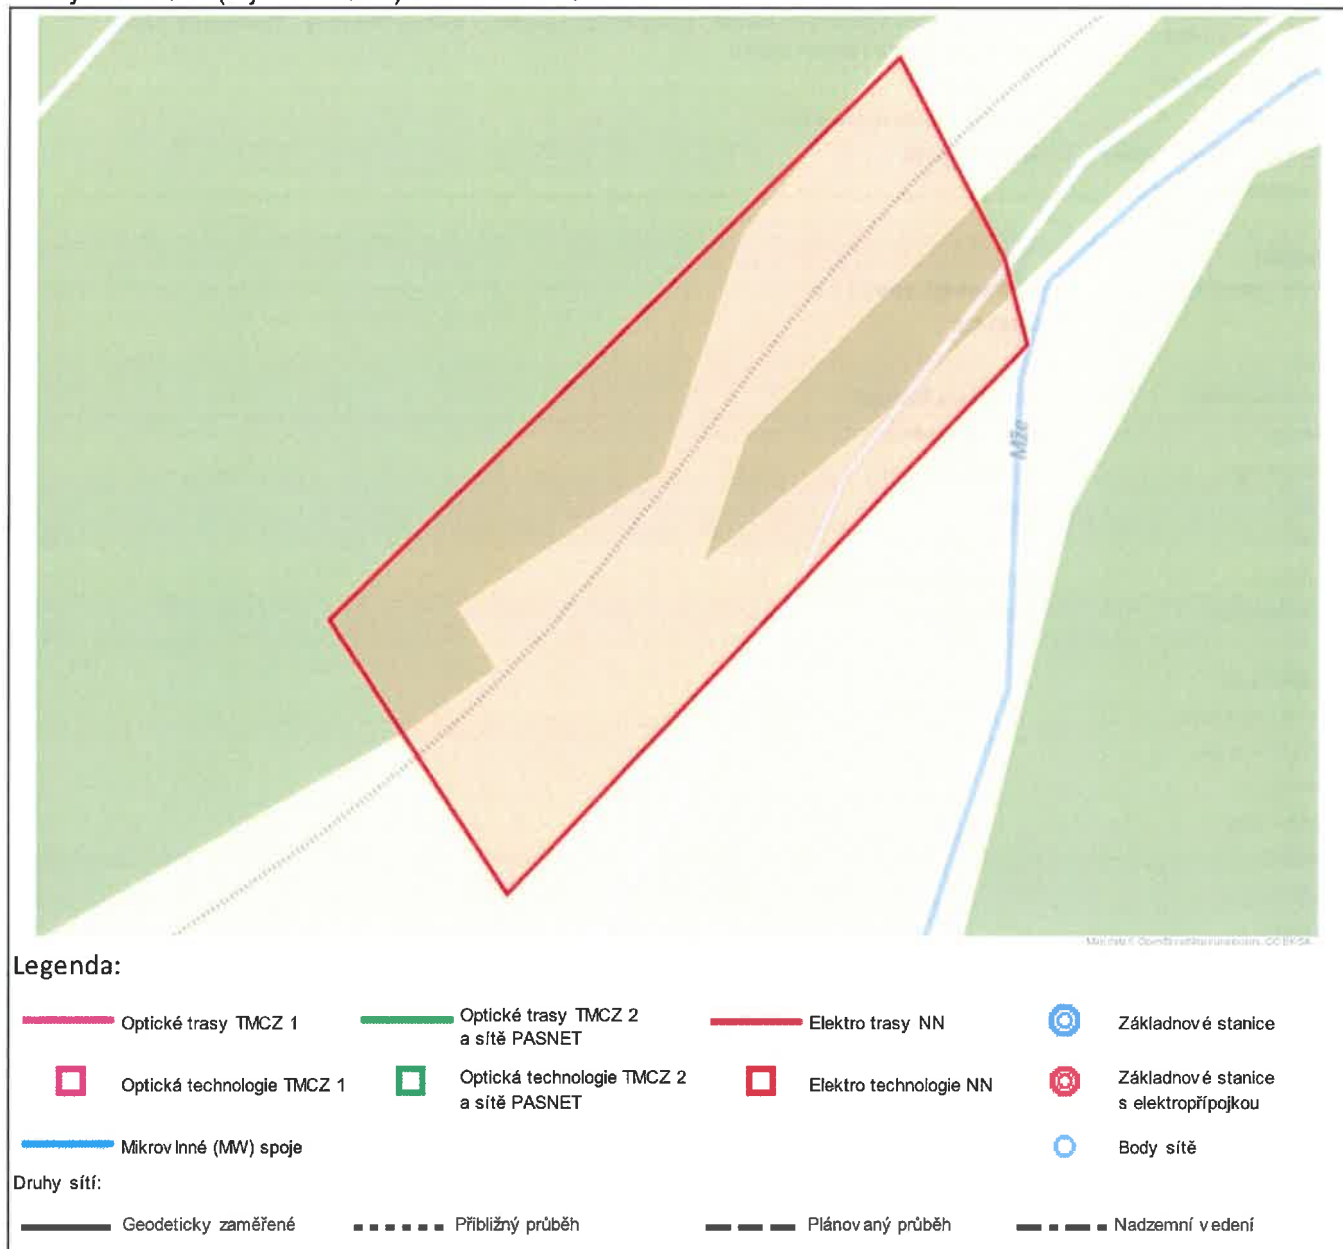 Mže
Legenda:
Optické trasy TMCZ 1
Optické trasy TMCZ 2
a sítě PASNET
Elektro trasy NN
Základnové stanice
Optická technologie TMCZ 1
Optická technologie TMCZ 2
a sítě PASNET
Elektro technologie NN
Základnové stanice
s elektropřípojkou
Mikrovlnné (MW) spoje
Body sítě
Druhy sítí:
Geodeticky zaměřené
Přibližný průběh
Plánovaný průběh
Nadzemní vedení